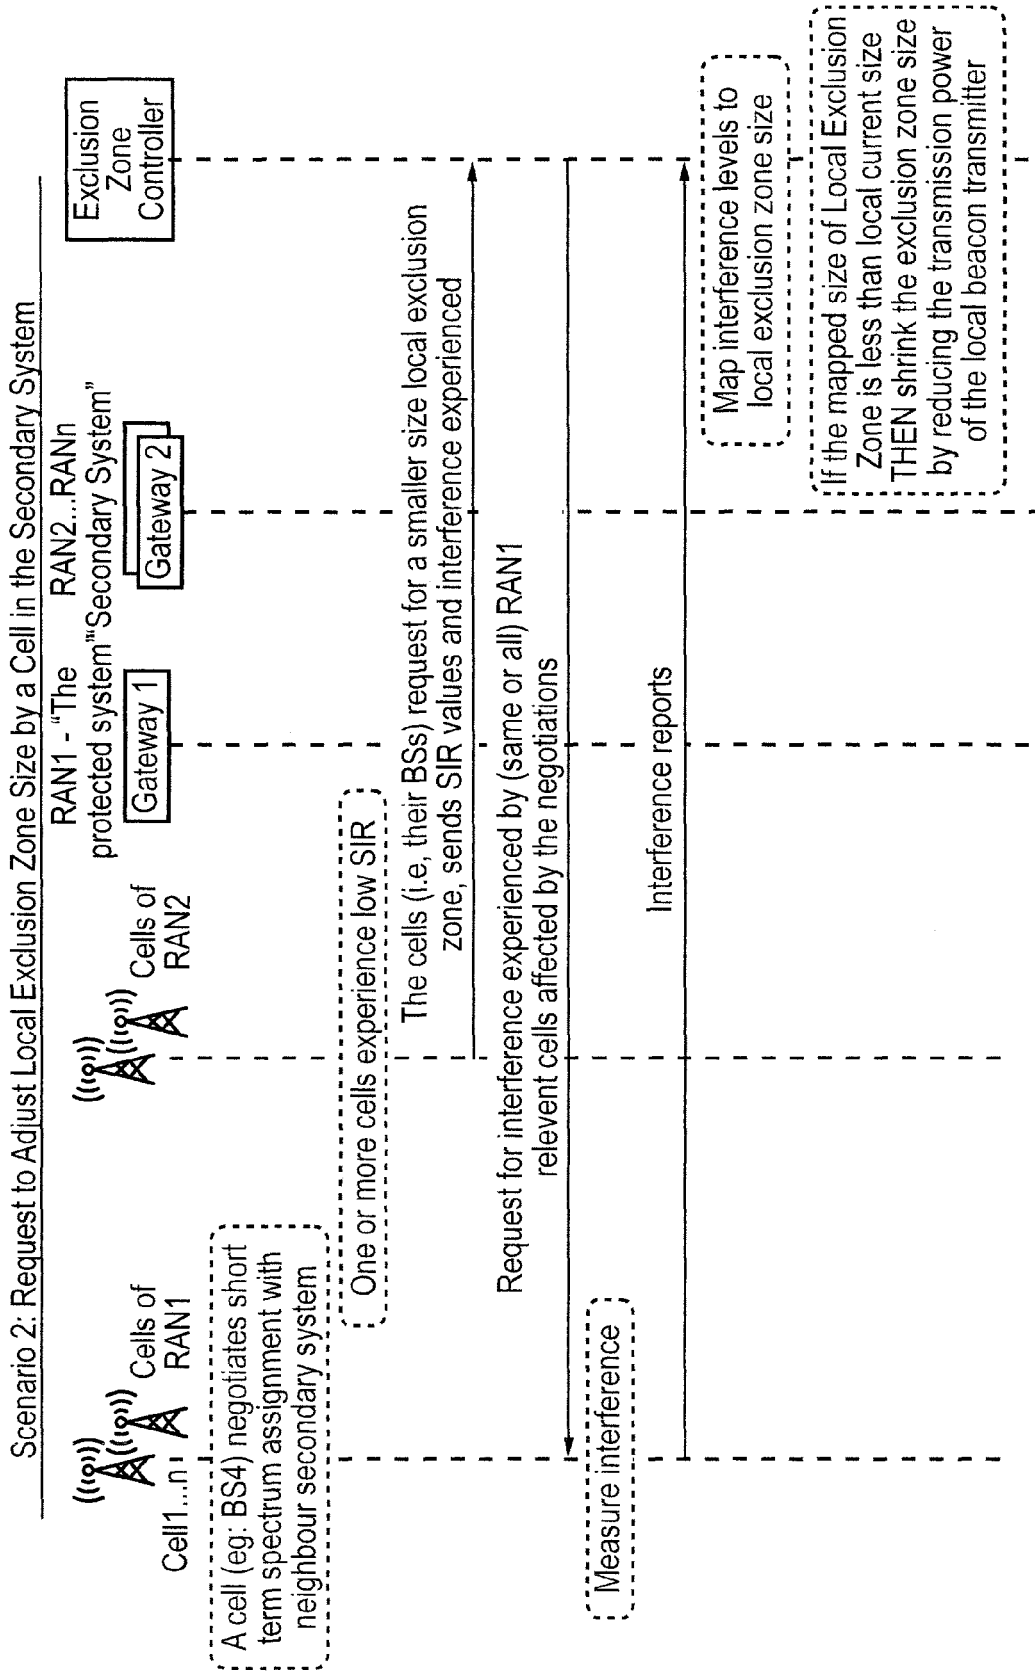 Scenario 2: Request to Adjust Local Exclusion Zone Size by a Cell in the Secondary System
Cell1...n
Cells of
RAN1
Cells of
RAN2
RAN1 - "The
protected system"
Gateway 1
RAN2...RANn
"Secondary System"
Gateway 2
Exclusion
Zone
Controller
A cell (eg: BS4) negotiates short
term spectrum assignment with
neighbour secondary system
One or more cells experience low SIR
The cells (i.e, their BSs) request for a smaller size local exclusion
zone, sends SIR values and interference experienced
Request for interference experienced by (same or all) RAN1
relevent cells affected by the negotiations
Measure interference
Interference reports
Map interference levels to
local exclusion zone size
If the mapped size of Local Exclusion
Zone is less than local current size
THEN shrink the exclusion zone size
by reducing the transmission power
of the local beacon transmitter